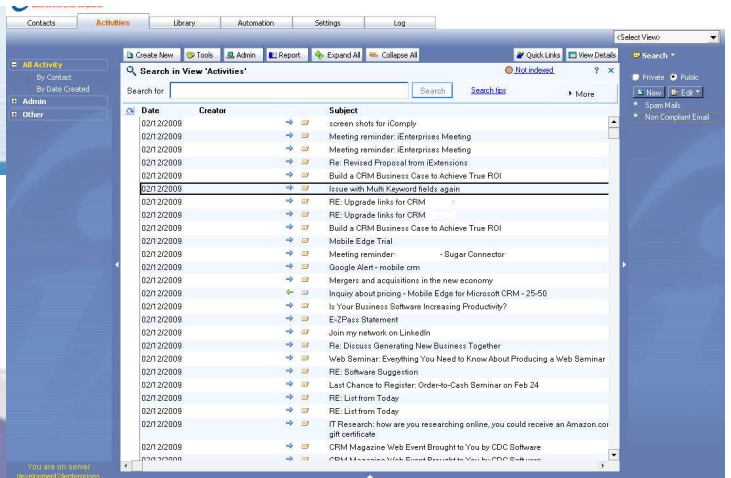 Contacts Activities Library Automation Settings Log
<Select View>
Create New Tools Admin Report Expand All Collapse All Quick Links View Details
Search
All Activity
By Contact
By Date Created
Admin
Other
Search in View 'Activities'
Not indexed
? ×
Search for
Search
Search tips
More
Private Public
New Edit
Spam Mails
Non Compliant Email
Date Creator Subject
02/12/2009 screen shots for iComply
02/12/2009 Meeting reminder: iEnterprises Meeting
02/12/2009 Meeting reminder: iEnterprises Meeting
02/12/2009 Re: Revised Proposal from iExtensions
02/12/2009 Build a CRM Business Case to Achieve True ROI
02/12/2009 Issue with Multi Keyword fields again
02/12/2009 RE: Upgrade links for CRM
02/12/2009 RE: Upgrade links for CRM
02/12/2009 Build a CRM Business Case to Achieve True ROI
02/12/2009 Mobile Edge Trial
02/12/2009 Meeting reminder - Sugar Connector
02/12/2009 Google Alert - mobile crm
02/12/2009 Mergers and acquisitions in the new economy
02/12/2009 Inquiry about pricing - Mobile Edge for Microsoft CRM - 25-50
02/12/2009 Is Your Business Software Increasing Productivity?
02/12/2009 E-ZPass Statement
02/12/2009 Join my network on LinkedIn
02/12/2009 Re: Discuss Generating New Business Together
02/12/2009 Web Seminar: Everything You Need to Know About Producing a Web Seminar
02/12/2009 RE: Software Suggestion
02/12/2009 Last Chance to Register: Order-to-Cash Seminar on Feb 24
02/12/2009 RE: List from Today
02/12/2009 RE: List from Today
02/12/2009 IT Research: how are you researching online, you could receive an Amazon.con
gift certificate
02/12/2009 CRM Magazine Web Event Brought to You by CDC Software
02/12/2009 CRM Magazine Web Event Brought to You by CDC Software
You are on server